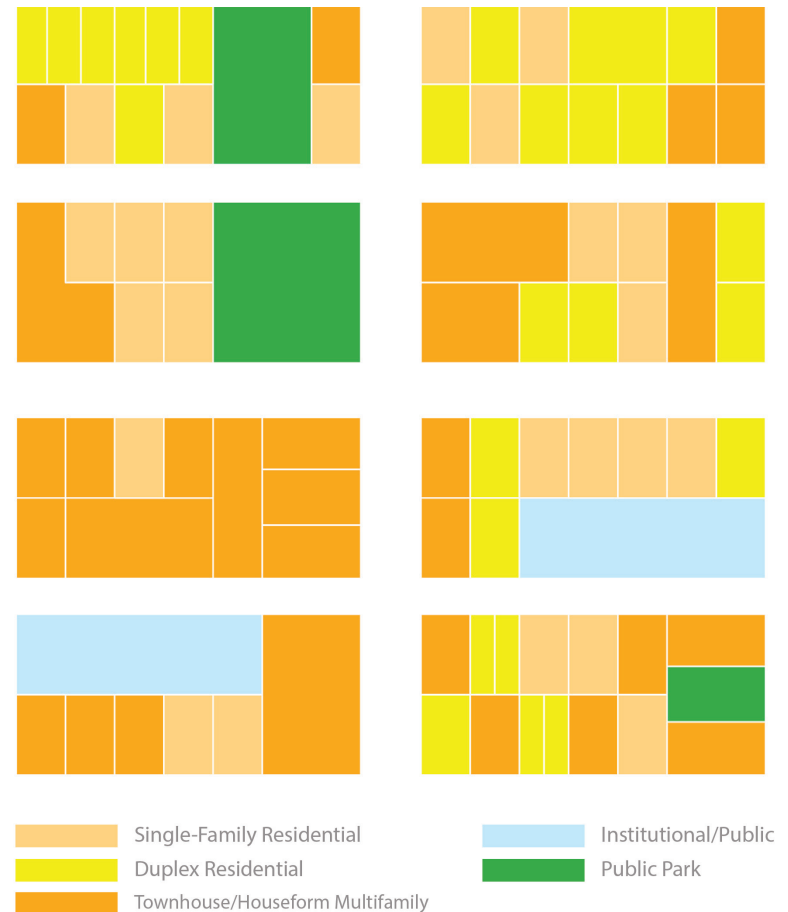 Single-Family Residential
Duplex Residential
Townhouse/Houseform Multifamily
Institutional/Public
Public Park